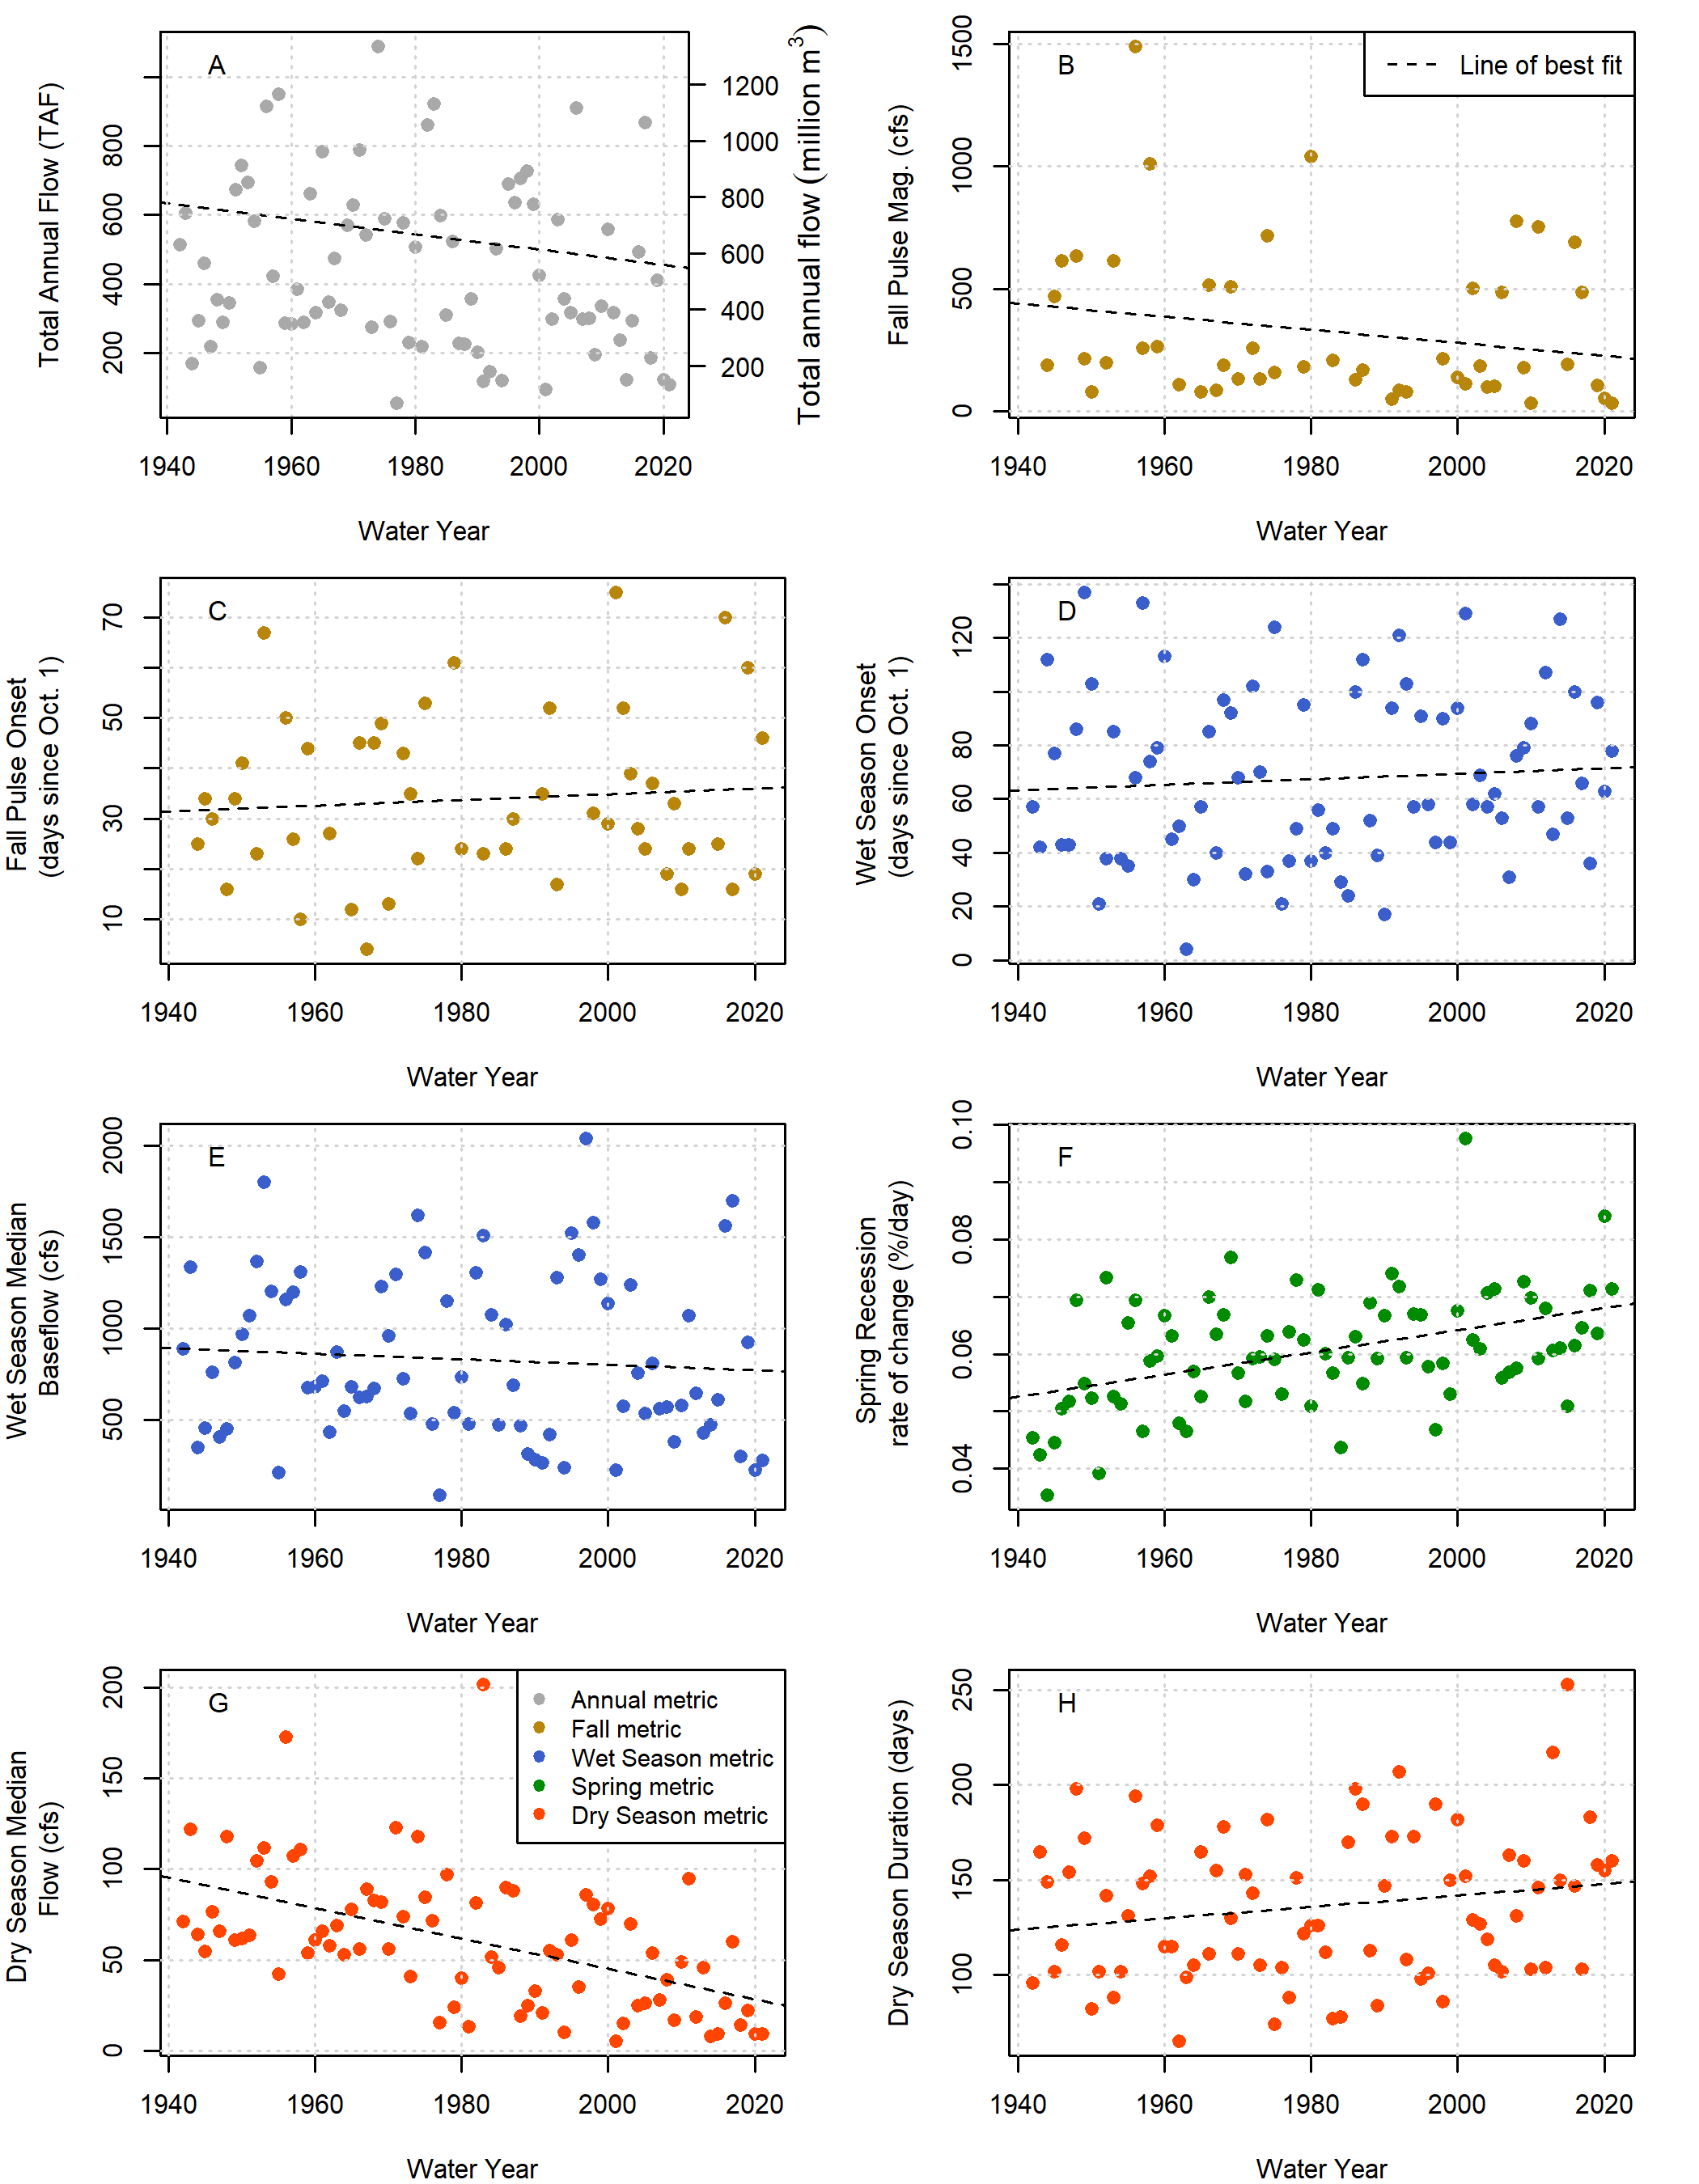 A
Total Annual Flow (TAF)
200 400 600 800
200 400 600 800 1000 1200
Total annual flow (million m³)
1940 1960 1980 2000 2020
Water Year
B
Line of best fit
Fall Pulse Mag. (cfs)
0 500 1000 1500
1940 1960 1980 2000 2020
Water Year
C
Fall Pulse Onset
(days since Oct. 1)
10 30 50 70
1940 1960 1980 2000 2020
Water Year
D
Wet Season Onset
(days since Oct. 1)
0 20 40 60 80 120
1940 1960 1980 2000 2020
Water Year
E
Wet Season Median
Baseflow (cfs)
500 1000 1500 2000
1940 1960 1980 2000 2020
Water Year
F
Spring Recession
rate of change (%/day)
0.04 0.06 0.08 0.10
1940 1960 1980 2000 2020
Water Year
G
Dry Season Median
Flow (cfs)
0 50 100 150 200
Annual metric
Fall metric
Wet Season metric
Spring metric
Dry Season metric
1940 1960 1980 2000 2020
Water Year
H
Dry Season Duration (days)
100 150 200 250
1940 1960 1980 2000 2020
Water Year